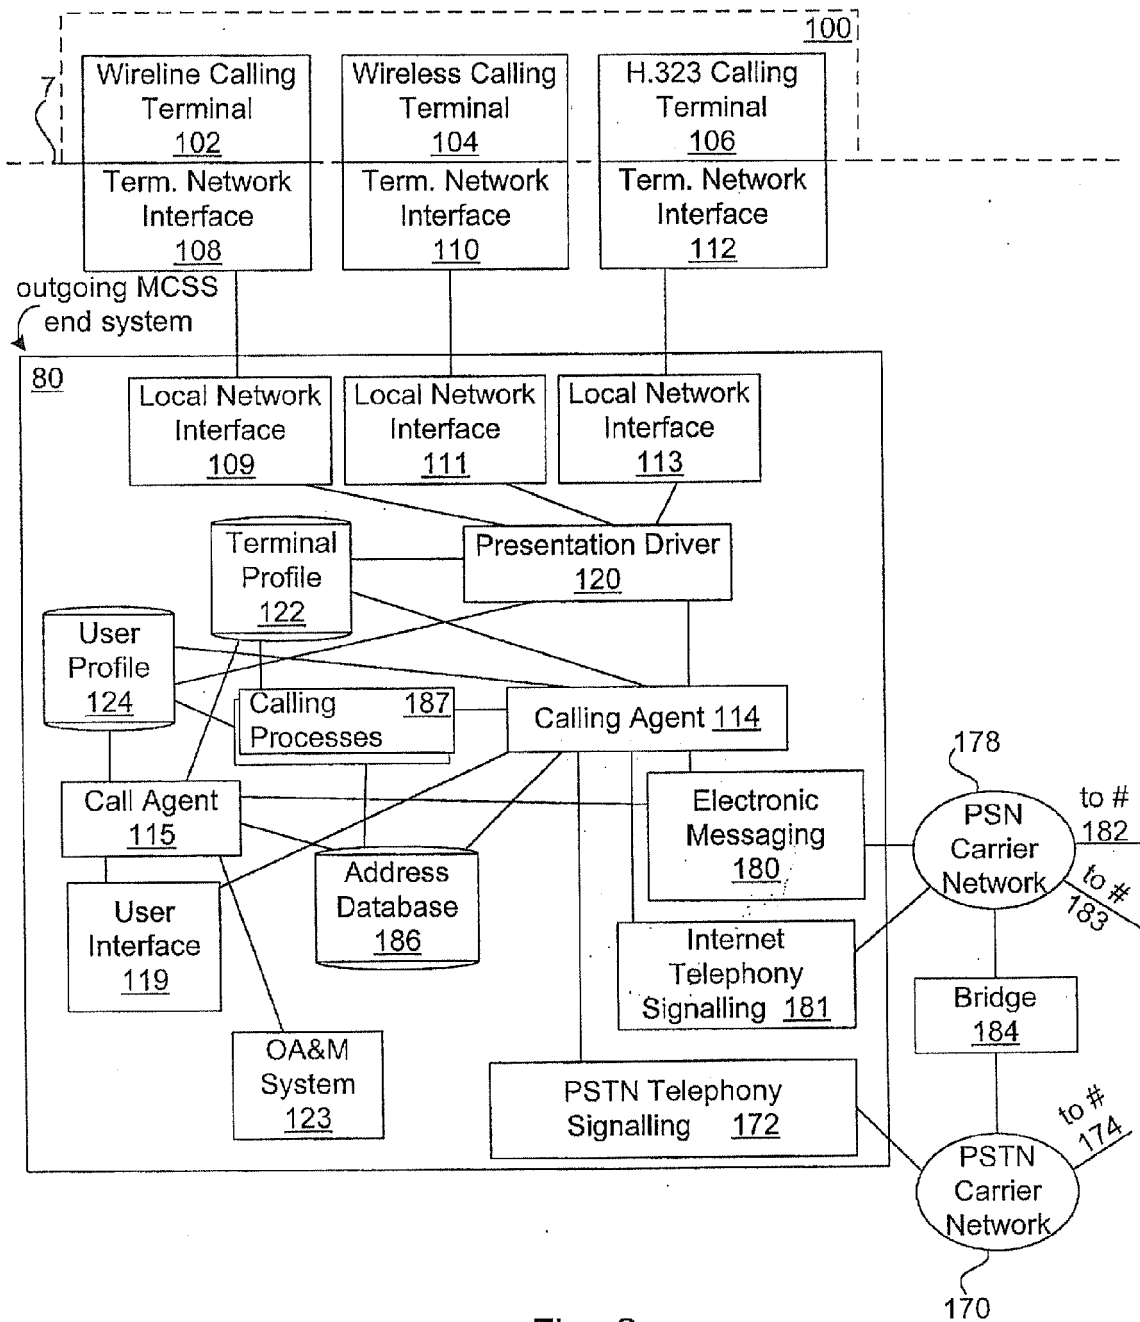 100
7
Wireline Calling
Terminal
102
Wireless Calling
Terminal
104
H.323 Calling
Terminal
106
Term. Network
Interface
108
Term. Network
Interface
110
Term. Network
Interface
112
outgoing MCSS
end system
80
Local Network
Interface
109
Local Network
Interface
111
Local Network
Interface
113
Terminal
Profile
122
Presentation Driver
120
User
Profile
124
Calling
Processes
187
Calling Agent 114
Call Agent
115
Electronic
Messaging
180
178
PSN
Carrier
Network
to #
182
to #
183
User
Interface
119
Address
Database
186
Internet
Telephony
Signalling 181
Bridge
184
OA&M
System
123
PSTN Telephony
Signalling 172
to #
174
PSTN
Carrier
Network
170